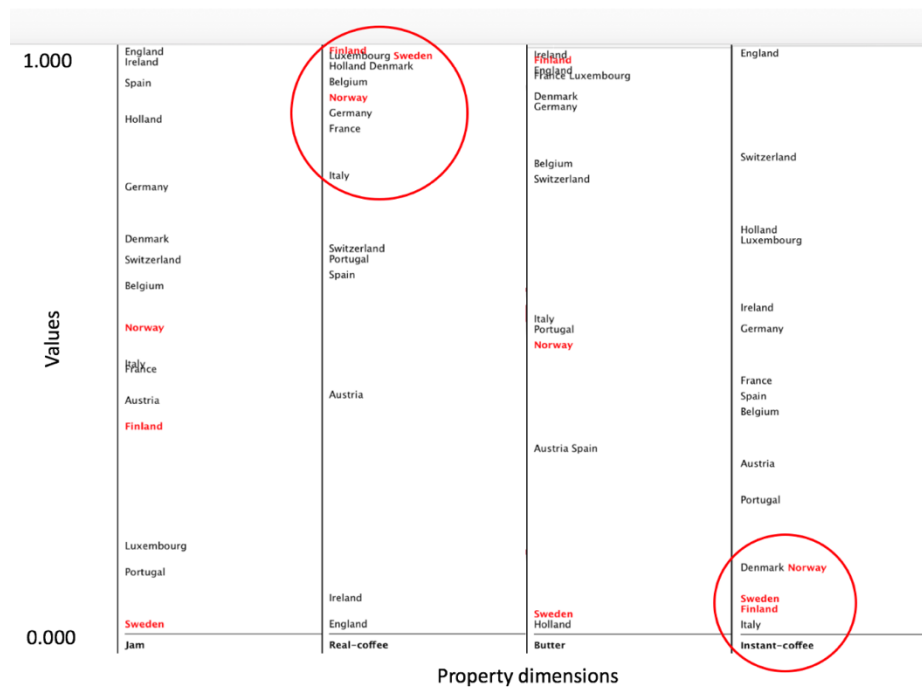 1.000
0.000
Values
England
Ireland
Spain
Holland
Germany
Denmark
Switzerland
Belgium
Norway
Italy
France
Austria
Finland
Luxembourg
Portugal
Sweden
Jam
Finland
Luxembourg Sweden
Holland Denmark
Belgium
Norway
Germany
France
Italy
Switzerland
Portugal
Spain
Austria
Ireland
England
Real-coffee
Ireland
Finland
England
France Luxembourg
Denmark
Germany
Belgium
Switzerland
Italy
Portugal
Norway
Austria Spain
Sweden
Holland
Butter
England
Switzerland
Holland
Luxembourg
Ireland
Germany
France
Spain
Belgium
Austria
Portugal
Denmark Norway
Sweden
Finland
Italy
Instant-coffee
Property dimensions